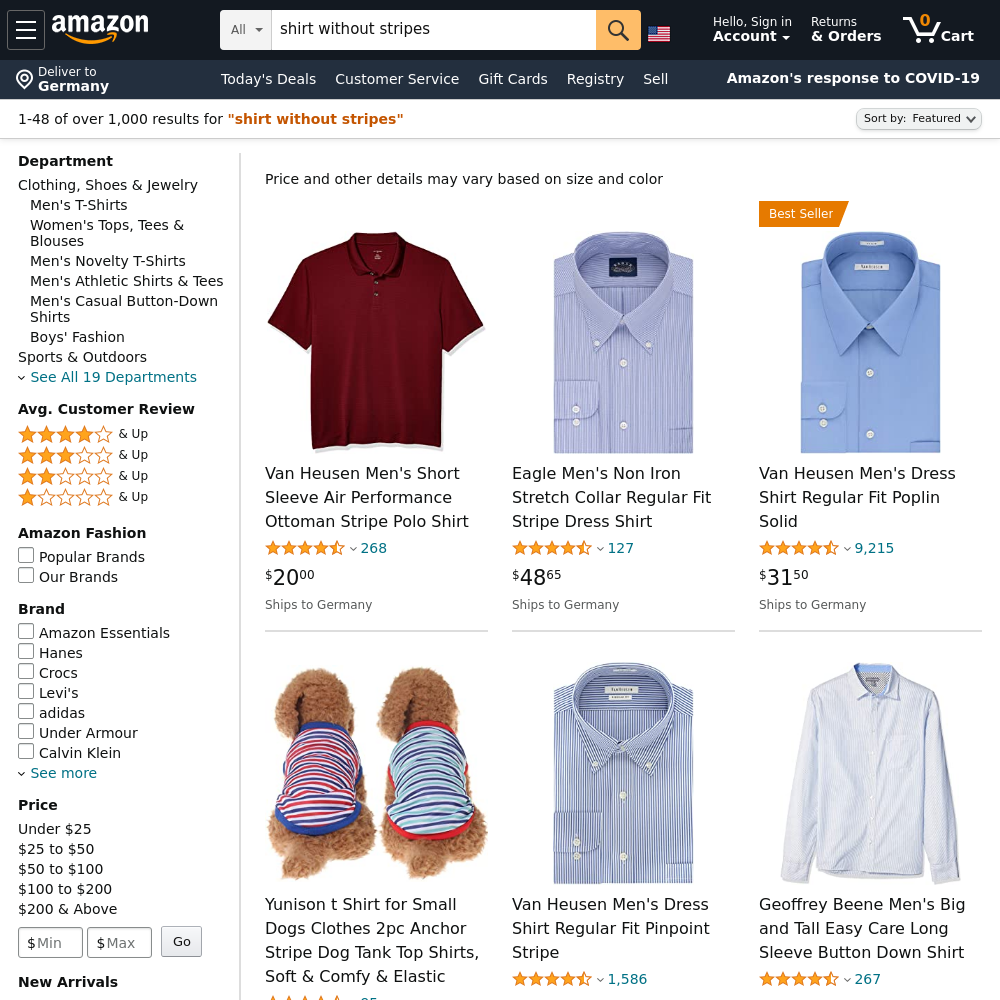 amazon
All
shirt without stripes
Hello, Sign in
Account
Returns
& Orders
0
Cart
Deliver to
Germany
Today's Deals
Customer Service
Gift Cards
Registry
Sell
Amazon's response to COVID-19
1-48 of over 1,000 results for "shirt without stripes"
Sort by: Featured
Department
Clothing, Shoes & Jewelry
Men's T-Shirts
Women's Tops, Tees &
Blouses
Men's Novelty T-Shirts
Men's Athletic Shirts & Tees
Men's Casual Button-Down
Shirts
Boys' Fashion
Sports & Outdoors
See All 19 Departments
Avg. Customer Review
& Up
& Up
& Up
& Up
Amazon Fashion
Popular Brands
Our Brands
Brand
Amazon Essentials
Hanes
Crocs
Levi's
adidas
Under Armour
Calvin Klein
See more
Price
Under $25
$25 to $50
$50 to $100
$100 to $200
$200 & Above
$Min
$Max
Go
New Arrivals
Price and other details may vary based on size and color
Van Heusen Men's Short
Sleeve Air Performance
Ottoman Stripe Polo Shirt
268
$2000
Ships to Germany
Eagle Men's Non Iron
Stretch Collar Regular Fit
Stripe Dress Shirt
127
$4865
Ships to Germany
Best Seller
Van Heusen Men's Dress
Shirt Regular Fit Poplin
Solid
9,215
$3150
Ships to Germany
Yunison t Shirt for Small
Dogs Clothes 2pc Anchor
Stripe Dog Tank Top Shirts,
Soft & Comfy & Elastic
Van Heusen Men's Dress
Shirt Regular Fit Pinpoint
Stripe
1,586
Geoffrey Beene Men's Big
and Tall Easy Care Long
Sleeve Button Down Shirt
267